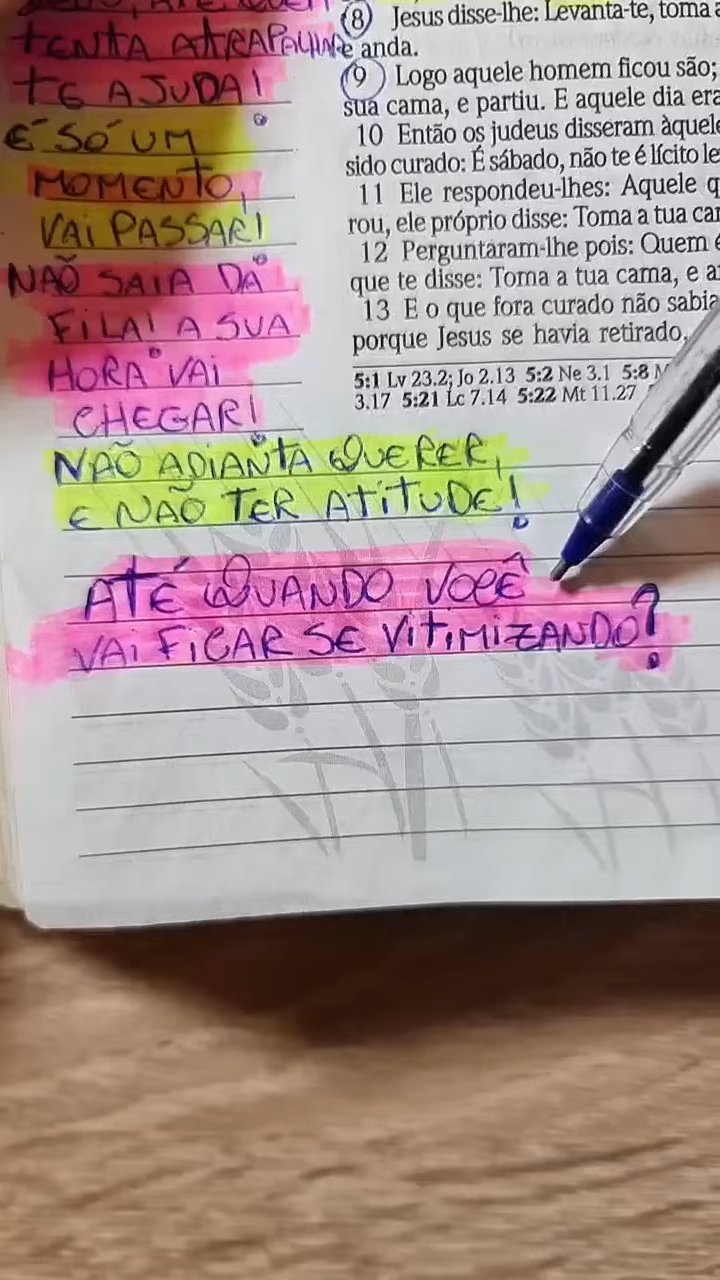 TENTA ATRAPALHAR
TE AJUDA!
É SÓ UM
MOMENTO,
VAI PASSAR!
NÃO SAIA DA
FILA! A SUA
HORA VAI
CHEGAR!
NÃO ADIANTA QUERER,
E NÃO TER ATITUDE!
ATÉ QUANDO VOCÊ
VAI FICAR SE VITIMIZANDO?
8 Jesus disse-lhe: Levanta-te, toma
e anda.
9 Logo aquele homem ficou são;
sua cama, e partiu. E aquele dia era
10 Então os judeus disseram
sido curado: É sábado, não te é lícito
11 Ele respondeu-lhes: Aquele
rou, ele próprio disse: Toma a tua
12 Perguntaram-lhe pois: Quem
que te disse: Toma a tua cama, e
13 E o que fora curado não sabia
porque Jesus se havia retirado,
5:1 Lv 23.2; Jo 2.13 5:2 Ne 3.1 5:8
3.17 5:21 Lc 7.14 5:22 Mt 11.27